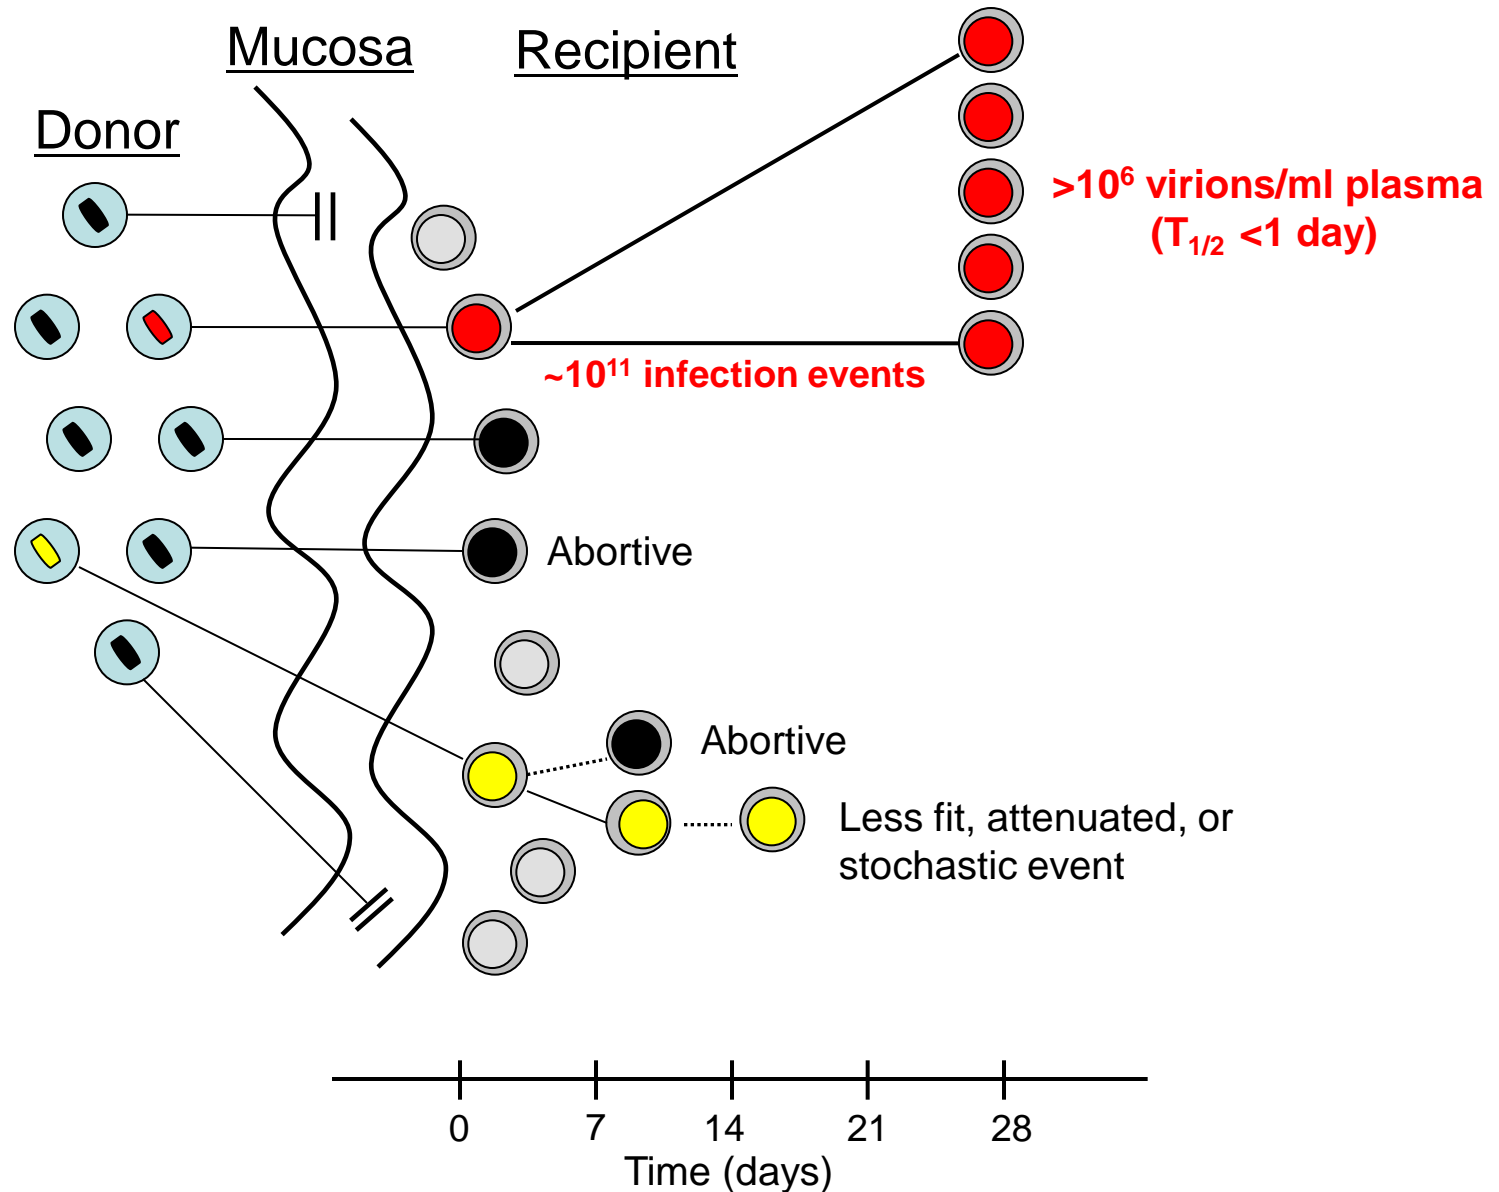 Mucosa
Recipient
Donor
>10⁶ virions/ml plasma
(T₁/₂ <1 day)
~10¹¹ infection events
Abortive
Abortive
Less fit, attenuated, or
stochastic event
0 7 14 21 28
Time (days)